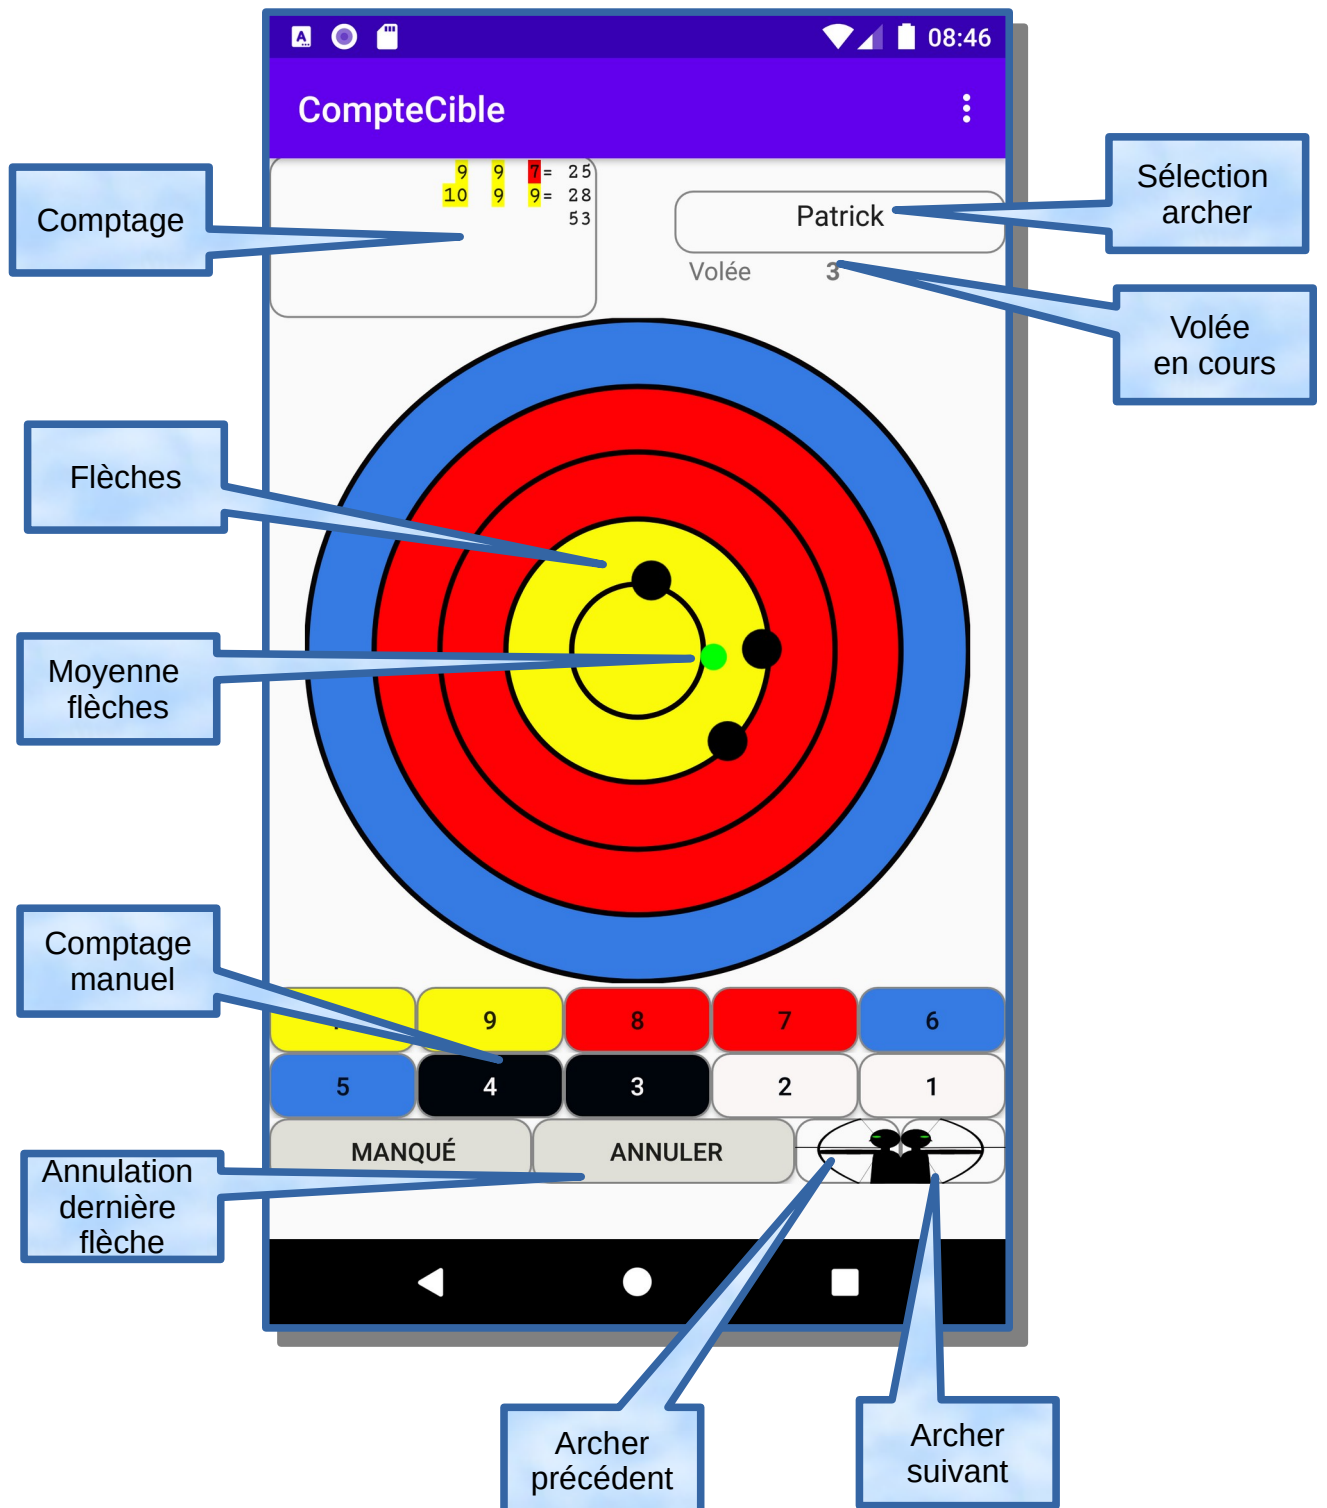 08:46
CompteCible
9 9 7= 25
10 9 9= 28
53
Patrick
Volée 3
Comptage
Sélection
archer
Volée
en cours
Flèches
Moyenne
flèches
Comptage
manuel
9 8 7 6
5 4 3 2 1
MANQUÉ ANNULER
Annulation
dernière
flèche
Archer
précédent
Archer
suivant